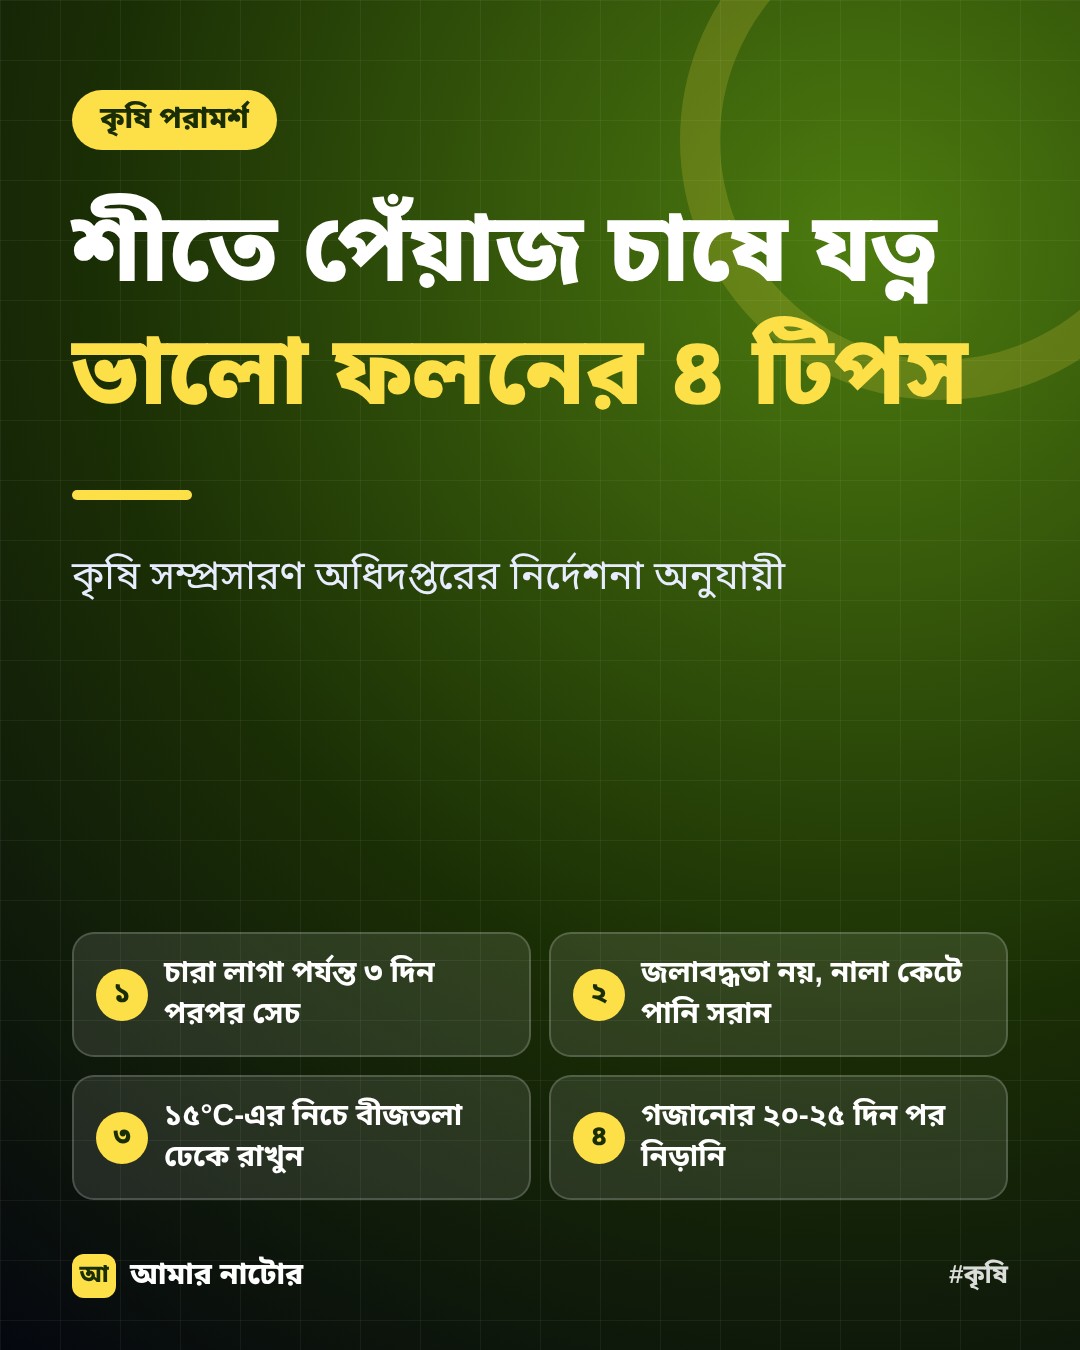 কৃষি পরামর্শ
শীতে পেঁয়াজ চাষে যত্ন
ভালো ফলনের ৪ টিপস
কৃষি সম্প্রসারণ অধিদপ্তরের নির্দেশনা অনুযায়ী
১
চারা লাগা পর্যন্ত ৩ দিন
পরপর সেচ
২
জলাবদ্ধতা নয়, নালা কেটে
পানি সরান
৩
১৫°C-এর নিচে বীজতলা
ঢেকে রাখুন
৪
গজানোর ২০-২৫ দিন পর
নিড়ানি
আ
আমার নাটোর
#কৃষি